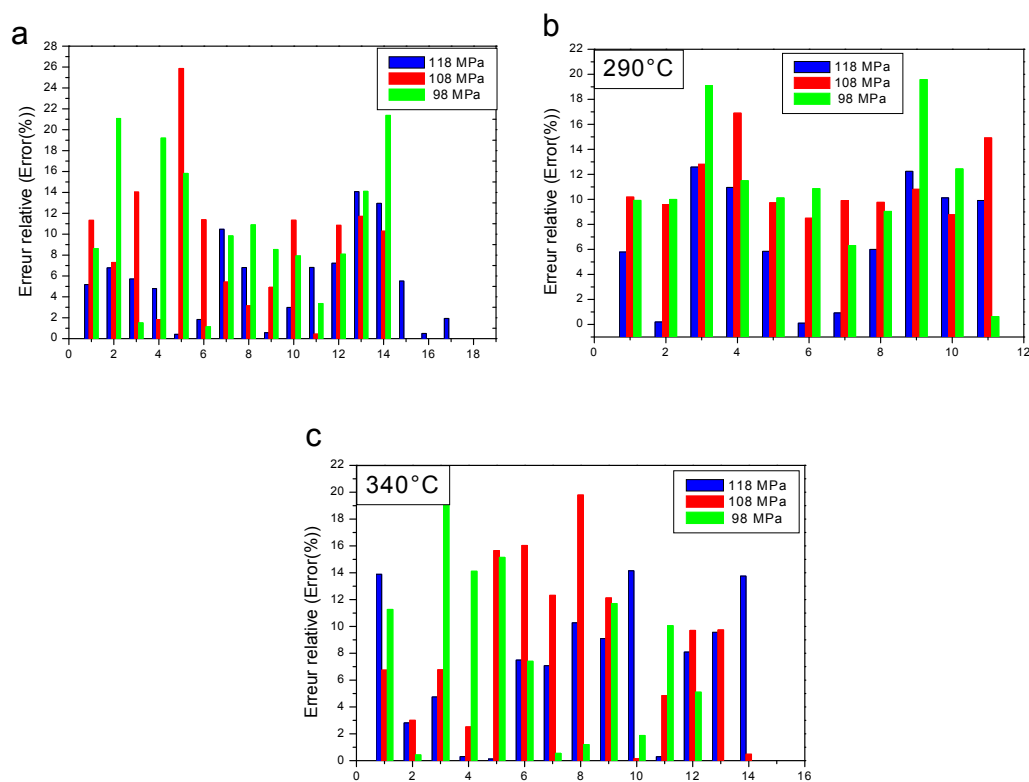 a
28
26
24
22
20
18
16
14
12
10
8
6
4
2
0
Erreur relative (Error(%))
118 MPa
108 MPa
98 MPa
0 2 4 6 8 10 12 14 16 18
b
22
20
18
16
14
12
10
8
6
4
2
0
Erreur relative (Error(%))
290°C
118 MPa
108 MPa
98 MPa
0 2 4 6 8 10 12
c
22
20
18
16
14
12
10
8
6
4
2
0
Erreur relative (Error(%))
340°C
118 MPa
108 MPa
98 MPa
0 2 4 6 8 10 12 14 16